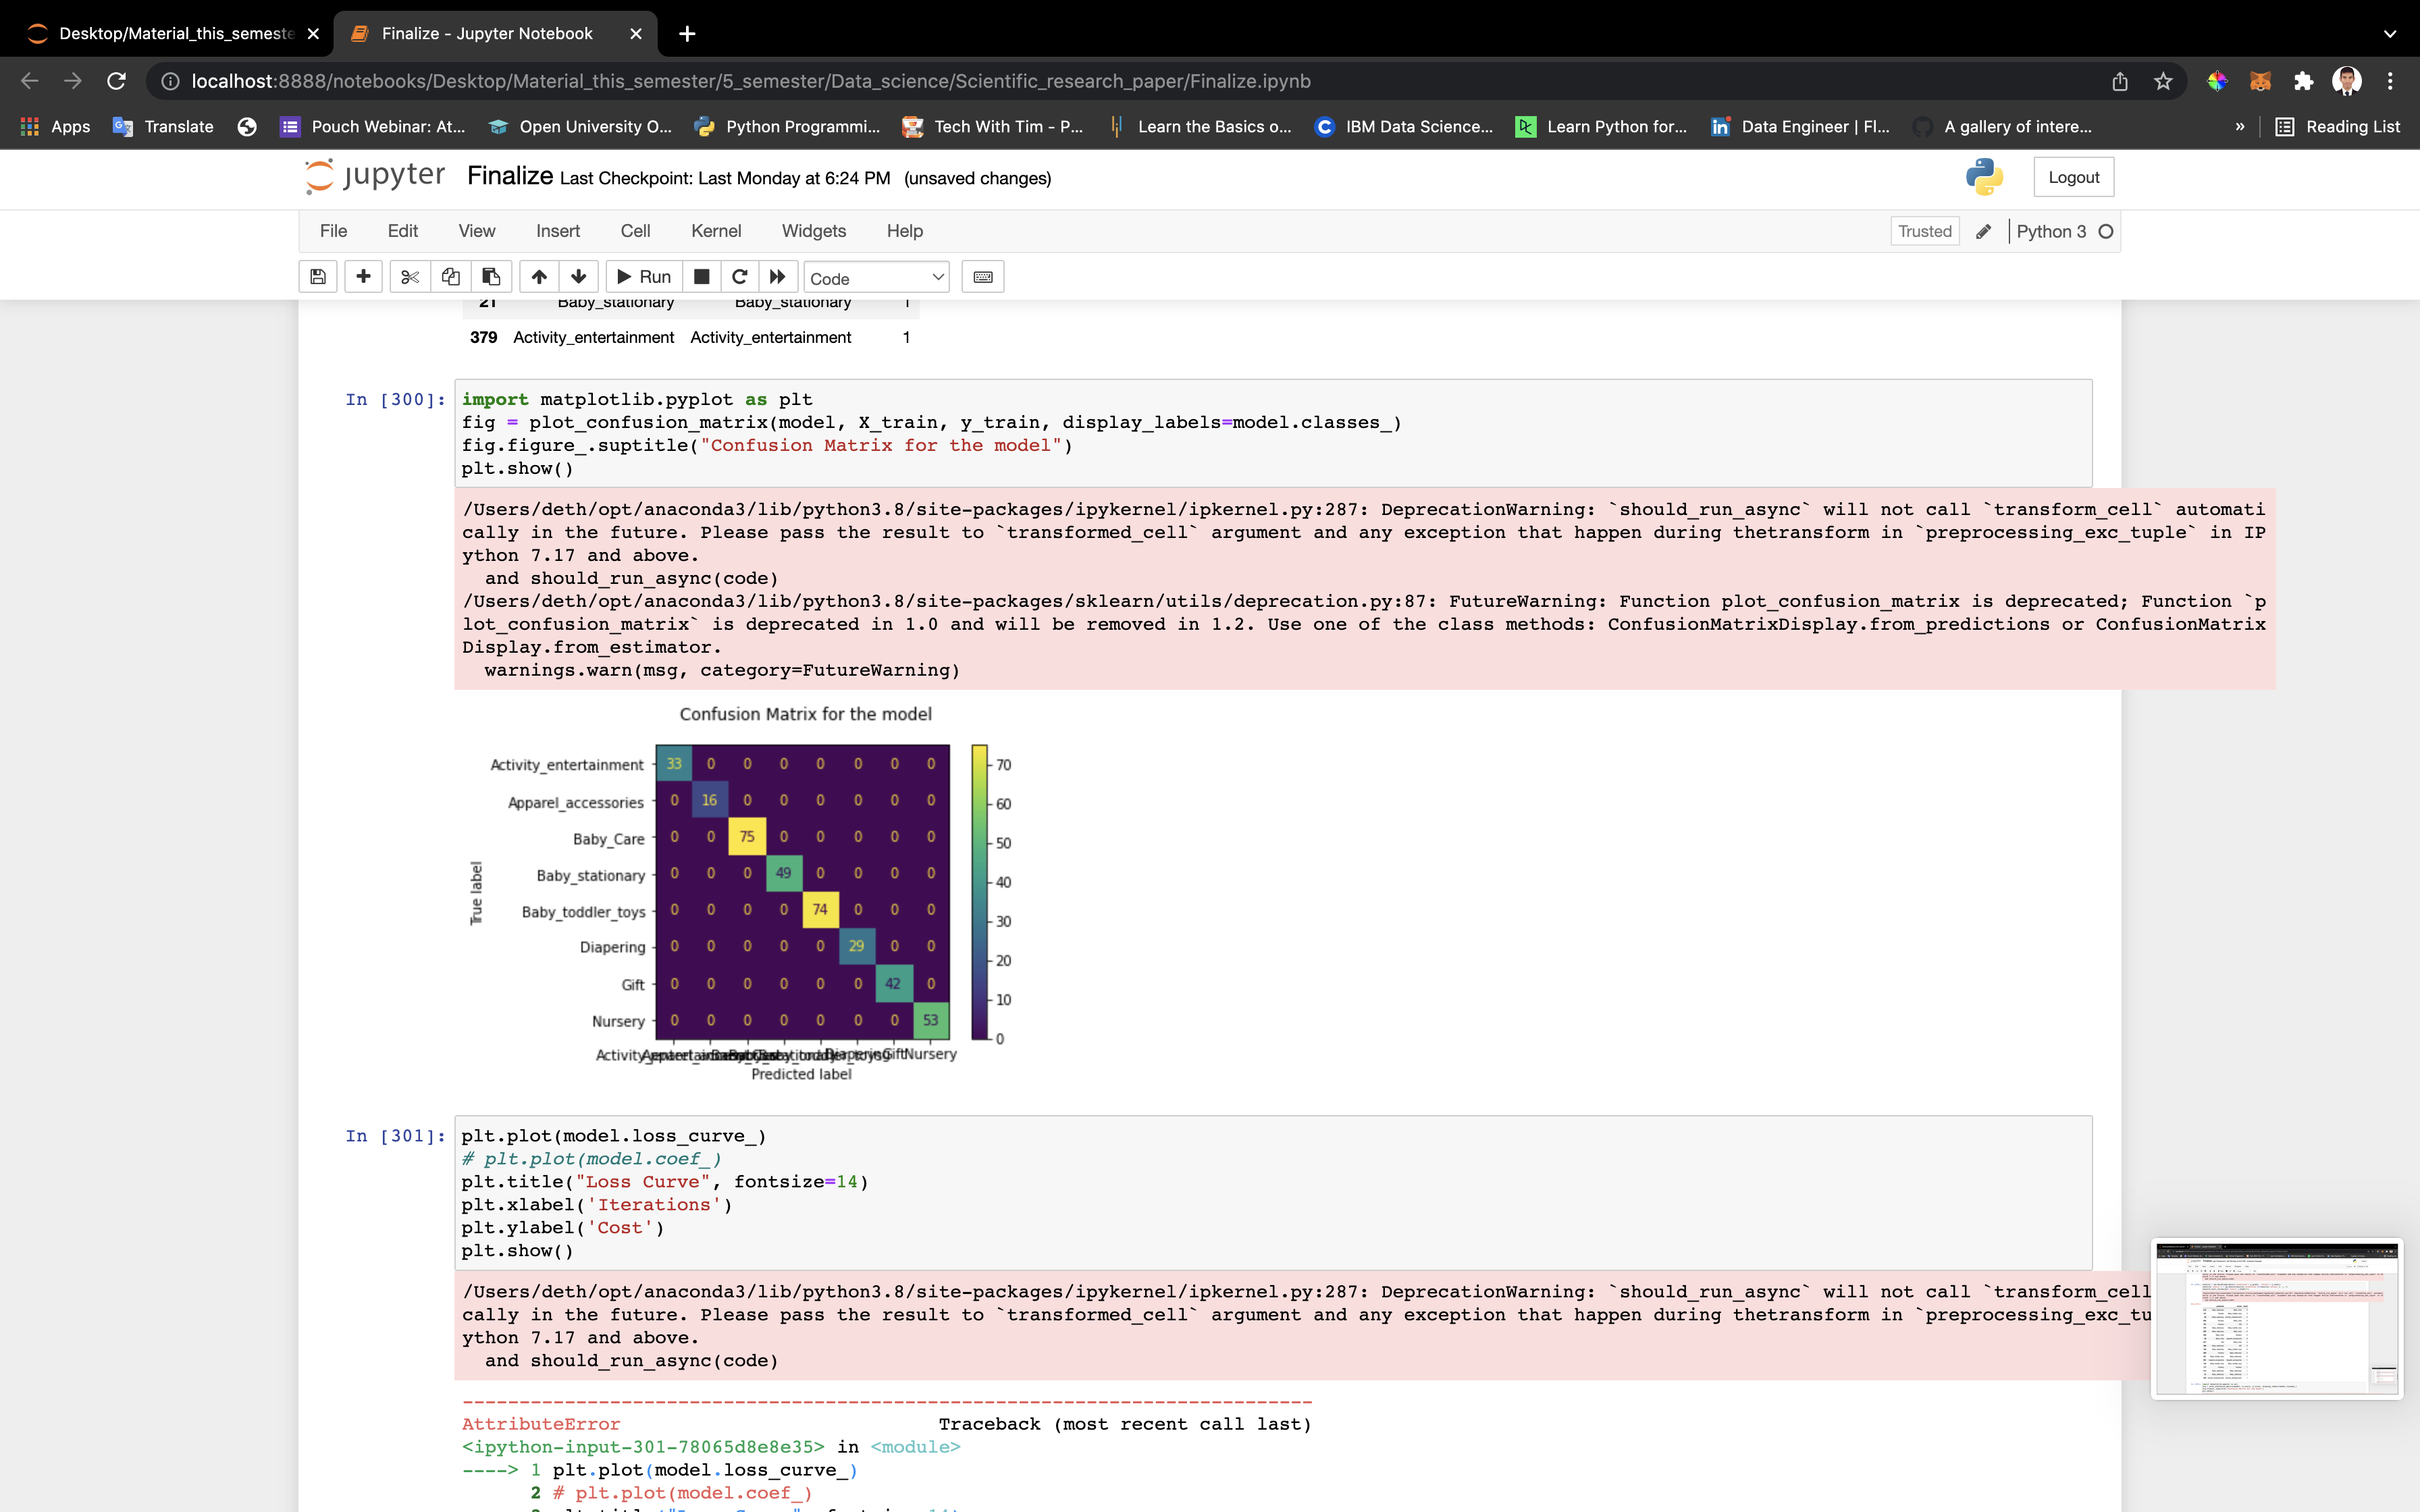 Desktop/Material_this_semeste
Finalize - Jupyter Notebook
localhost:8888/notebooks/Desktop/Material_this_semester/5_semester/Data_science/Scientific_research_paper/Finalize.ipynb
Apps Translate Pouch Webinar: At... Open University O... Python Programmi... Tech With Tim - P... Learn the Basics o... IBM Data Science... Learn Python for... Data Engineer | Fl... A gallery of intere... » Reading List
jupyter Finalize Last Checkpoint: Last Monday at 6:24 PM (unsaved changes) Logout
File Edit View Insert Cell Kernel Widgets Help Trusted Python 3
Run Code
21 Baby_stationary Baby_stationary 1
379 Activity_entertainment Activity_entertainment 1
In [300]:
import matplotlib.pyplot as plt
fig = plot_confusion_matrix(model, X_train, y_train, display_labels=model.classes_)
fig.figure_.suptitle("Confusion Matrix for the model")
plt.show()
/Users/deth/opt/anaconda3/lib/python3.8/site-packages/ipykernel/ipkernel.py:287: DeprecationWarning: `should_run_async` will not call `transform_cell` automati
cally in the future. Please pass the result to `transformed_cell` argument and any exception that happen during thetransform in `preprocessing_exc_tuple` in IP
ython 7.17 and above.
and should_run_async(code)
/Users/deth/opt/anaconda3/lib/python3.8/site-packages/sklearn/utils/deprecation.py:87: FutureWarning: Function plot_confusion_matrix is deprecated; Function `p
lot_confusion_matrix` is deprecated in 1.0 and will be removed in 1.2. Use one of the class methods: ConfusionMatrixDisplay.from_predictions or ConfusionMatrix
Display.from_estimator.
warnings.warn(msg, category=FutureWarning)
Confusion Matrix for the model
Activity_entertainment 33 0 0 0 0 0 0 0
Apparel_accessories 0 16 0 0 0 0 0 0
Baby_Care 0 0 75 0 0 0 0 0
Baby_stationary 0 0 0 49 0 0 0 0
Baby_toddler_toys 0 0 0 0 74 0 0 0
Diapering 0 0 0 0 0 29 0 0
Gift 0 0 0 0 0 0 42 0
Nursery 0 0 0 0 0 0 0 53
True label
70
60
50
40
30
20
10
0
Diapering Gift Nursery
Predicted label
In [301]:
plt.plot(model.loss_curve_)
# plt.plot(model.coef_)
plt.title("Loss Curve", fontsize=14)
plt.xlabel('Iterations')
plt.ylabel('Cost')
plt.show()
/Users/deth/opt/anaconda3/lib/python3.8/site-packages/ipykernel/ipkernel.py:287: DeprecationWarning: `should_run_async` will not call `transform_cell
cally in the future. Please pass the result to `transformed_cell` argument and any exception that happen during thetransform in `preprocessing_exc_tu
ython 7.17 and above.
and should_run_async(code)
---------------------------------------------------------------------------
AttributeError Traceback (most recent call last)
<ipython-input-301-78065d8e8e35> in <module>
----> 1 plt.plot(model.loss_curve_)
2 # plt.plot(model.coef_)